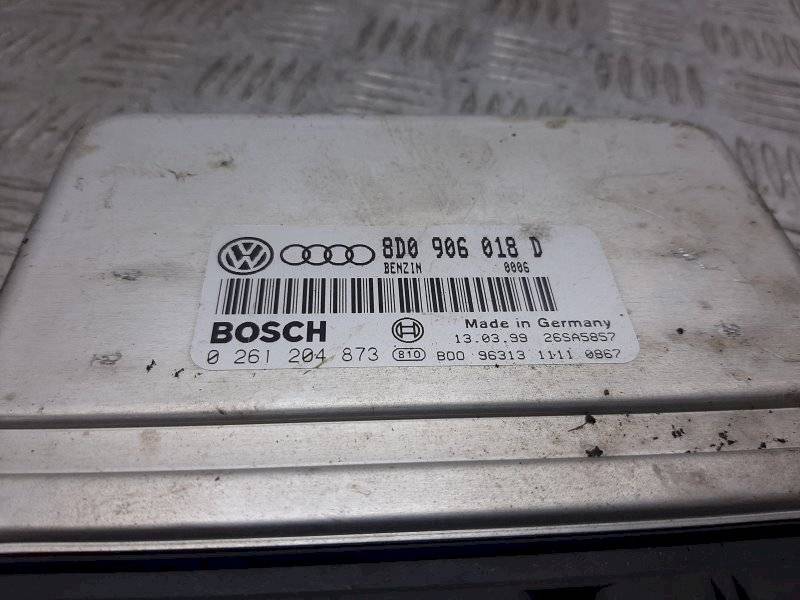 8D0 906 018 D
BENZIN 0006
BOSCH
Made in Germany
13.03.99 26SA5857
0 261 204 873 810 B00 96313 1111 0867